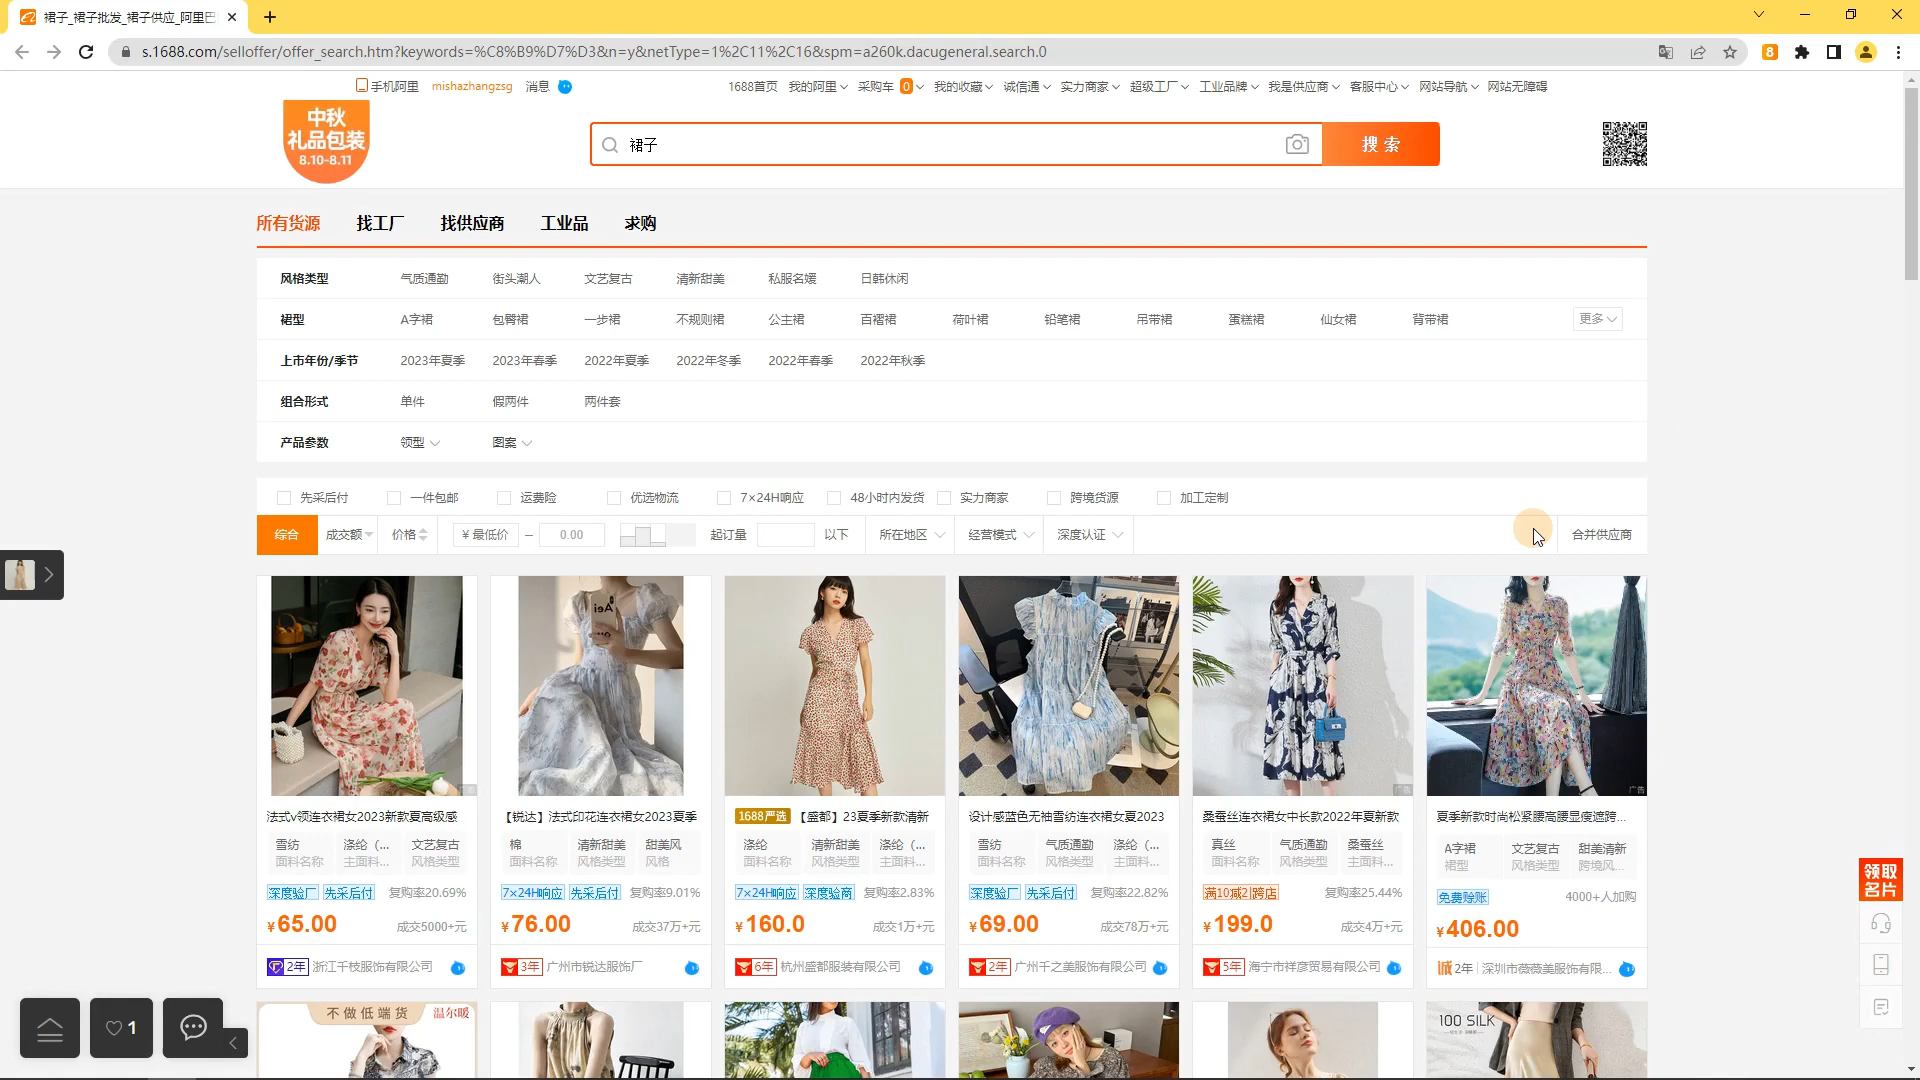 裙子_裙子批发_裙子供应_阿里巴
s.1688.com/selloffer/offer_search.htm?keywords=%C8%B9%D7%D3&n=y&netType=1%2C11%2C16&spm=a260k.dacugeneral.search.0
8
手机阿里 mishazhangzsg 消息 1688首页 我的阿里 采购车 0 我的收藏 诚信通 实力商家 超级工厂 工业品牌 我是供应商 客服中心 网站导航 网站无障碍
中秋
礼品包装
8.10-8.11
裙子 搜索
所有货源 找工厂 找供应商 工业品 求购
风格类型 气质通勤 街头潮人 文艺复古 清新甜美 私服名媛 日韩休闲
裙型 A字裙 包臀裙 一步裙 不规则裙 公主裙 百褶裙 荷叶裙 铅笔裙 吊带裙 蛋糕裙 仙女裙 背带裙 更多
上市年份/季节 2023年夏季 2023年春季 2022年夏季 2022年冬季 2022年春季 2022年秋季
组合形式 单件 假两件 两件套
产品参数 领型 图案
先采后付 一件包邮 运费险 优选物流 7×24H响应 48小时内发货 实力商家 跨境货源 加工定制
综合 成交额 价格 ¥ 最低价 – 0.00 起订量 以下 所在地区 经营模式 深度认证 合并供应商
法式v领连衣裙女2023新款夏高级感 【锐达】法式印花连衣裙女2023夏季 1688严选 【盛都】23夏季新款清新 设计感蓝色无袖雪纺连衣裙女夏2023 桑蚕丝连衣裙女中长款2022年夏新款 广告 夏季新款时尚松紧腰高腰显瘦遮跨...
雪纺 涤纶（... 文艺复古 棉 清新甜美 甜美风 涤纶 清新甜美 涤纶（... 雪纺 气质通勤 涤纶（... 真丝 气质通勤 桑蚕丝 A字裙 文艺复古 甜美清新
面料名称 主面料... 风格类型 面料名称 风格类型 风格 面料名称 风格类型 主面料... 面料名称 风格类型 主面料... 面料名称 风格类型 主面料... 裙型 风格类型 跨境风...
深度验厂 先采后付 复购率20.69% 7×24H响应 先采后付 复购率9.01% 7×24H响应 深度验商 复购率2.83% 深度验厂 先采后付 复购率22.82% 满10减2|跨店 复购率25.44% 免费赊账 4000+人加购
¥65.00 成交5000+元 ¥76.00 成交37万+元 ¥160.0 成交1万+元 ¥69.00 成交78万+元 ¥199.0 成交4万+元 ¥406.00
2年 浙江千枝服饰有限公司 3年 广州市锐达服饰厂 6年 杭州盛都服装有限公司 2年 广州千之美服饰有限公司 5年 海宁市祥彦贸易有限公司 诚 2年 深圳市薇薇美服饰有限...
领取
名片
不做低端货 温尔暖 100 SILK
1